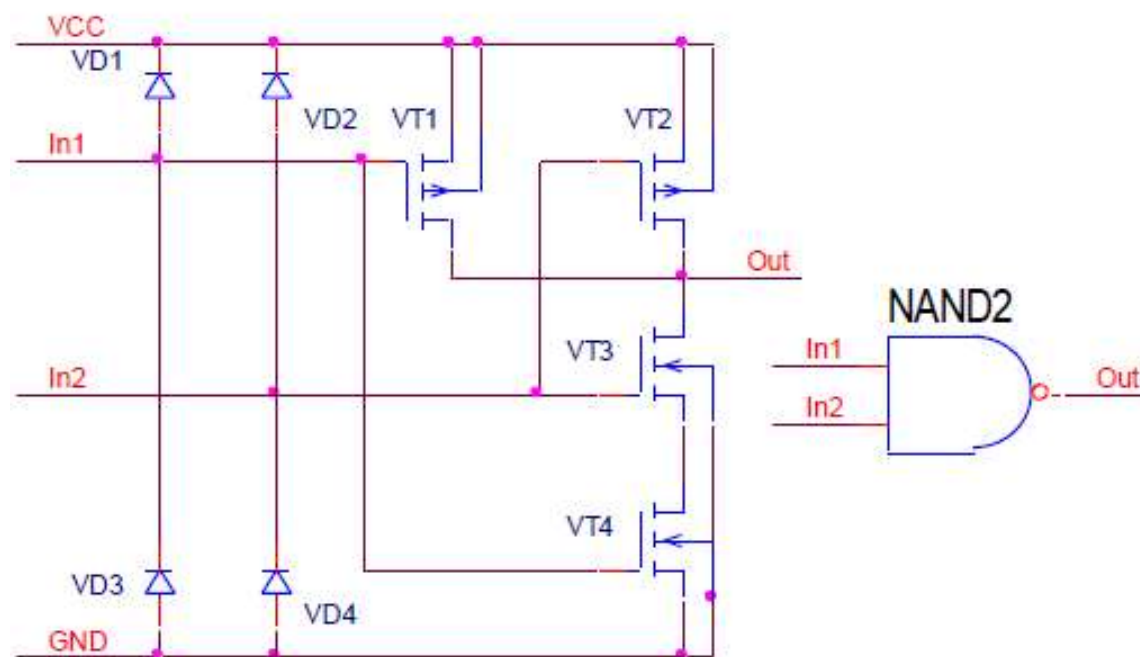 VCC
VD1
VD2
VT1
VT2
In1
Out
NAND2
VT3
In1
In2
Out
In2
VT4
VD3
VD4
GND